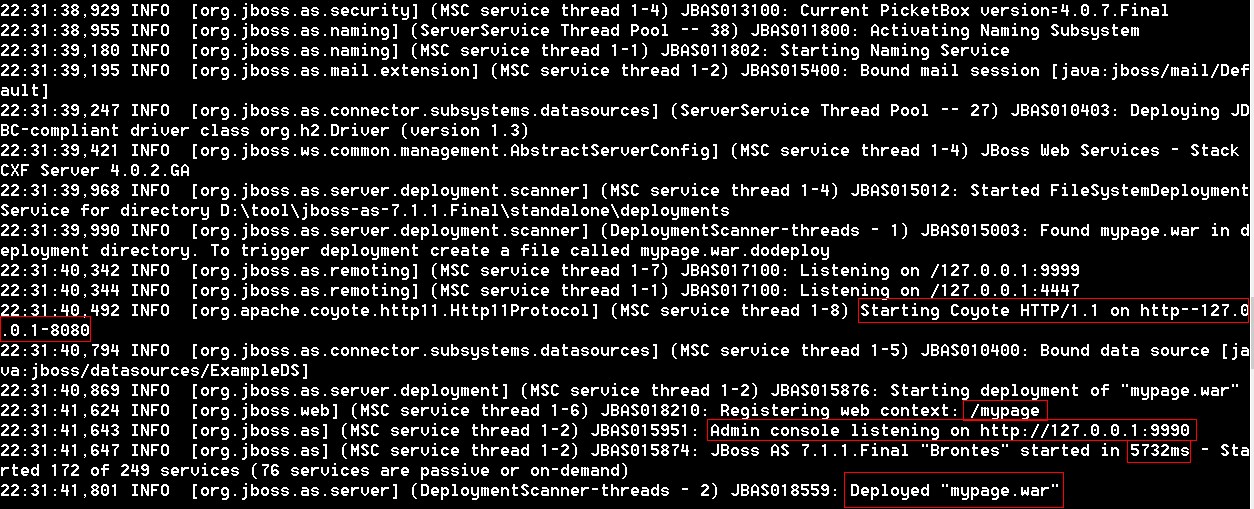 22:31:38,929 INFO  [org.jboss.as.security] (MSC service thread 1-4) JBAS013100: Current PicketBox version=4.0.7.Final
22:31:38,955 INFO  [org.jboss.as.naming] (ServerService Thread Pool -- 38) JBAS011800: Activating Naming Subsystem
22:31:39,180 INFO  [org.jboss.as.naming] (MSC service thread 1-1) JBAS011802: Starting Naming Service
22:31:39,195 INFO  [org.jboss.as.mail.extension] (MSC service thread 1-2) JBAS015400: Bound mail session [java:jboss/mail/Def
ault]
22:31:39,247 INFO  [org.jboss.as.connector.subsystems.datasources] (ServerService Thread Pool -- 27) JBAS010403: Deploying JD
BC-compliant driver class org.h2.Driver (version 1.3)
22:31:39,421 INFO  [org.jboss.ws.common.management.AbstractServerConfig] (MSC service thread 1-4) JBoss Web Services - Stack
CXF Server 4.0.2.GA
22:31:39,968 INFO  [org.jboss.as.server.deployment.scanner] (MSC service thread 1-4) JBAS015012: Started FileSystemDeployment
Service for directory D:\tool\jboss-as-7.1.1.Final\standalone\deployments
22:31:39,990 INFO  [org.jboss.as.server.deployment.scanner] (DeploymentScanner-threads - 1) JBAS015003: Found mypage.war in d
eployment directory. To trigger deployment create a file called mypage.war.dodeploy
22:31:40,342 INFO  [org.jboss.as.remoting] (MSC service thread 1-7) JBAS017100: Listening on /127.0.0.1:9999
22:31:40,344 INFO  [org.jboss.as.remoting] (MSC service thread 1-1) JBAS017100: Listening on /127.0.0.1:4447
22:31:40,492 INFO  [org.apache.coyote.http11.Http11Protocol] (MSC service thread 1-8) Starting Coyote HTTP/1.1 on http--127.0
.0.1-8080
22:31:40,794 INFO  [org.jboss.as.connector.subsystems.datasources] (MSC service thread 1-5) JBAS010400: Bound data source [ja
va:jboss/datasources/ExampleDS]
22:31:40,869 INFO  [org.jboss.as.server.deployment] (MSC service thread 1-2) JBAS015876: Starting deployment of "mypage.war"
22:31:41,624 INFO  [org.jboss.web] (MSC service thread 1-6) JBAS018210: Registering web context: /mypage
22:31:41,643 INFO  [org.jboss.as] (MSC service thread 1-2) JBAS015951: Admin console listening on http://127.0.0.1:9990
22:31:41,647 INFO  [org.jboss.as] (MSC service thread 1-2) JBAS015874: JBoss AS 7.1.1.Final "Brontes" started in 5732ms - Sta
rted 172 of 249 services (76 services are passive or on-demand)
22:31:41,801 INFO  [org.jboss.as.server] (DeploymentScanner-threads - 2) JBAS018559: Deployed "mypage.war"